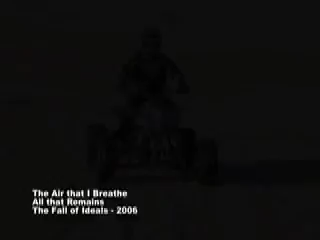 The Air that I Breathe
All that Remains
The Fall of Ideals - 2006